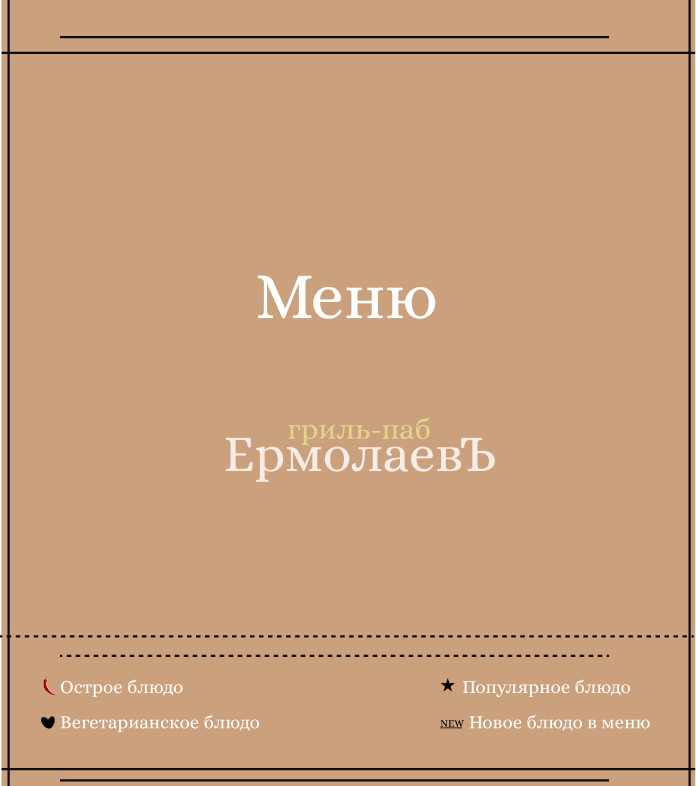 Меню
гриль-паб
ЕрмолаевЪ
Острое блюдо
Популярное блюдо
Вегетарианское блюдо
NEW Новое блюдо в меню